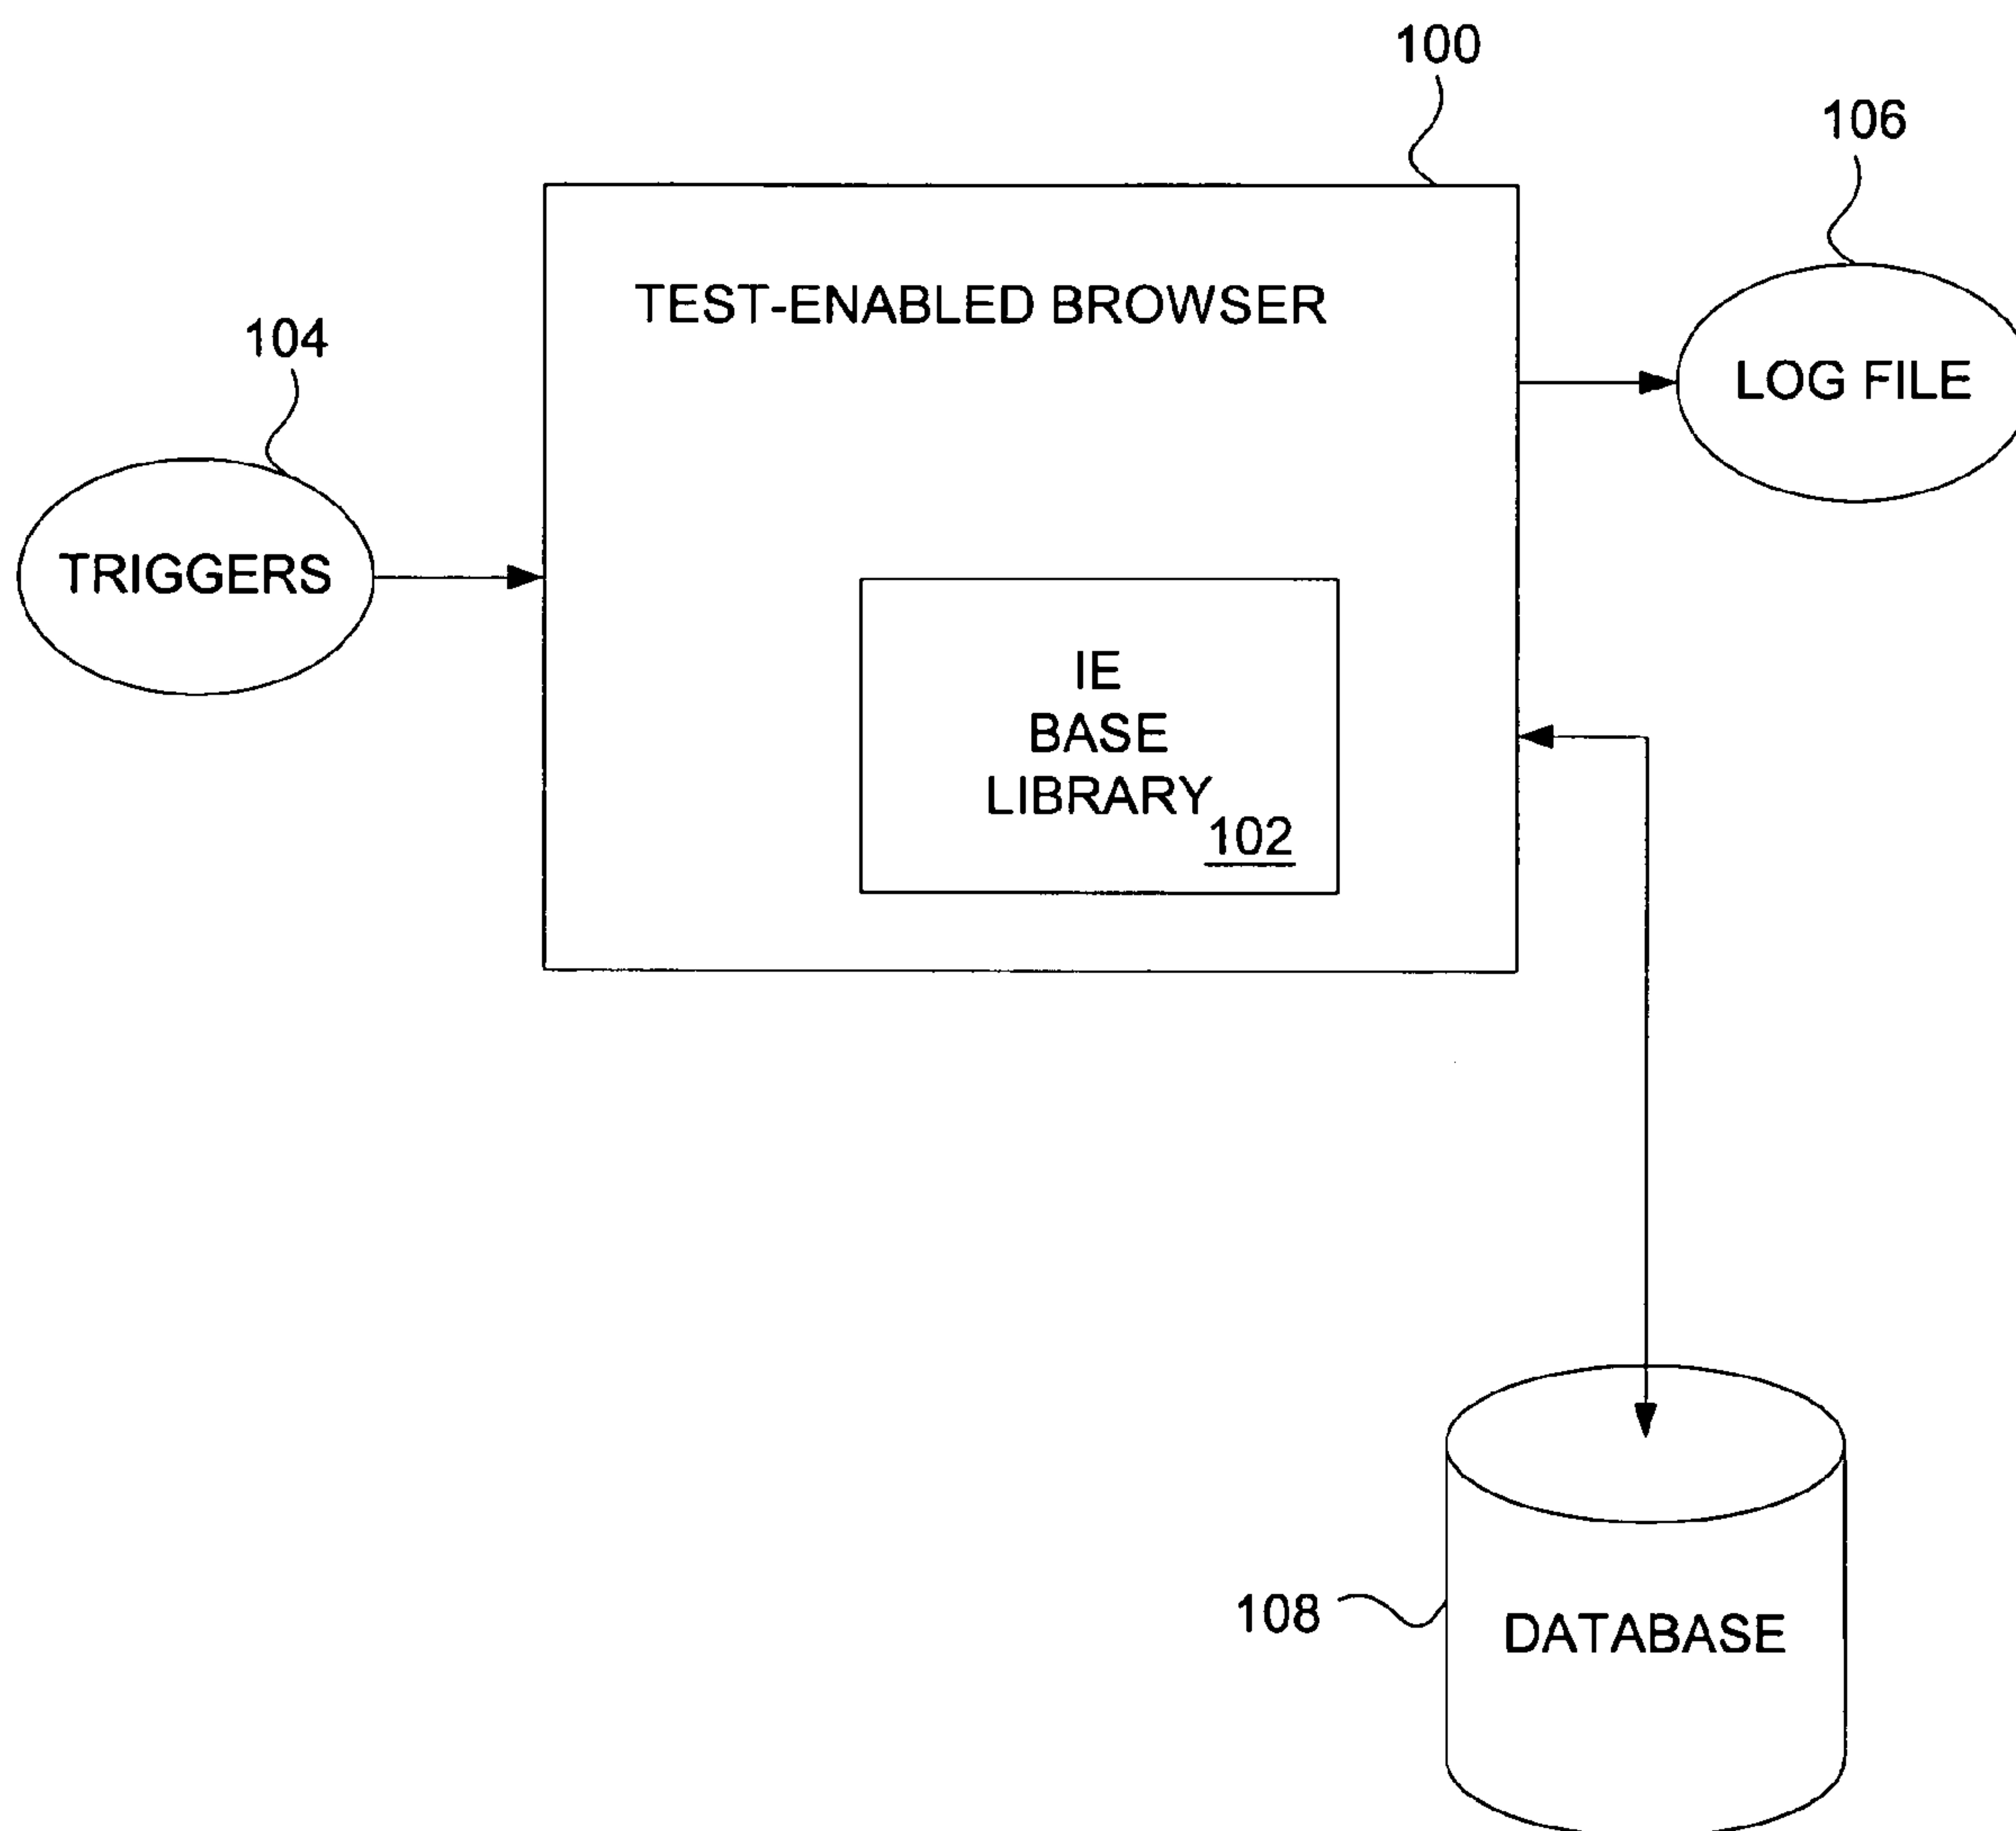 100
106
TEST-ENABLED BROWSER
104
LOG FILE
TRIGGERS
IE
BASE
LIBRARY
102
108
DATABASE